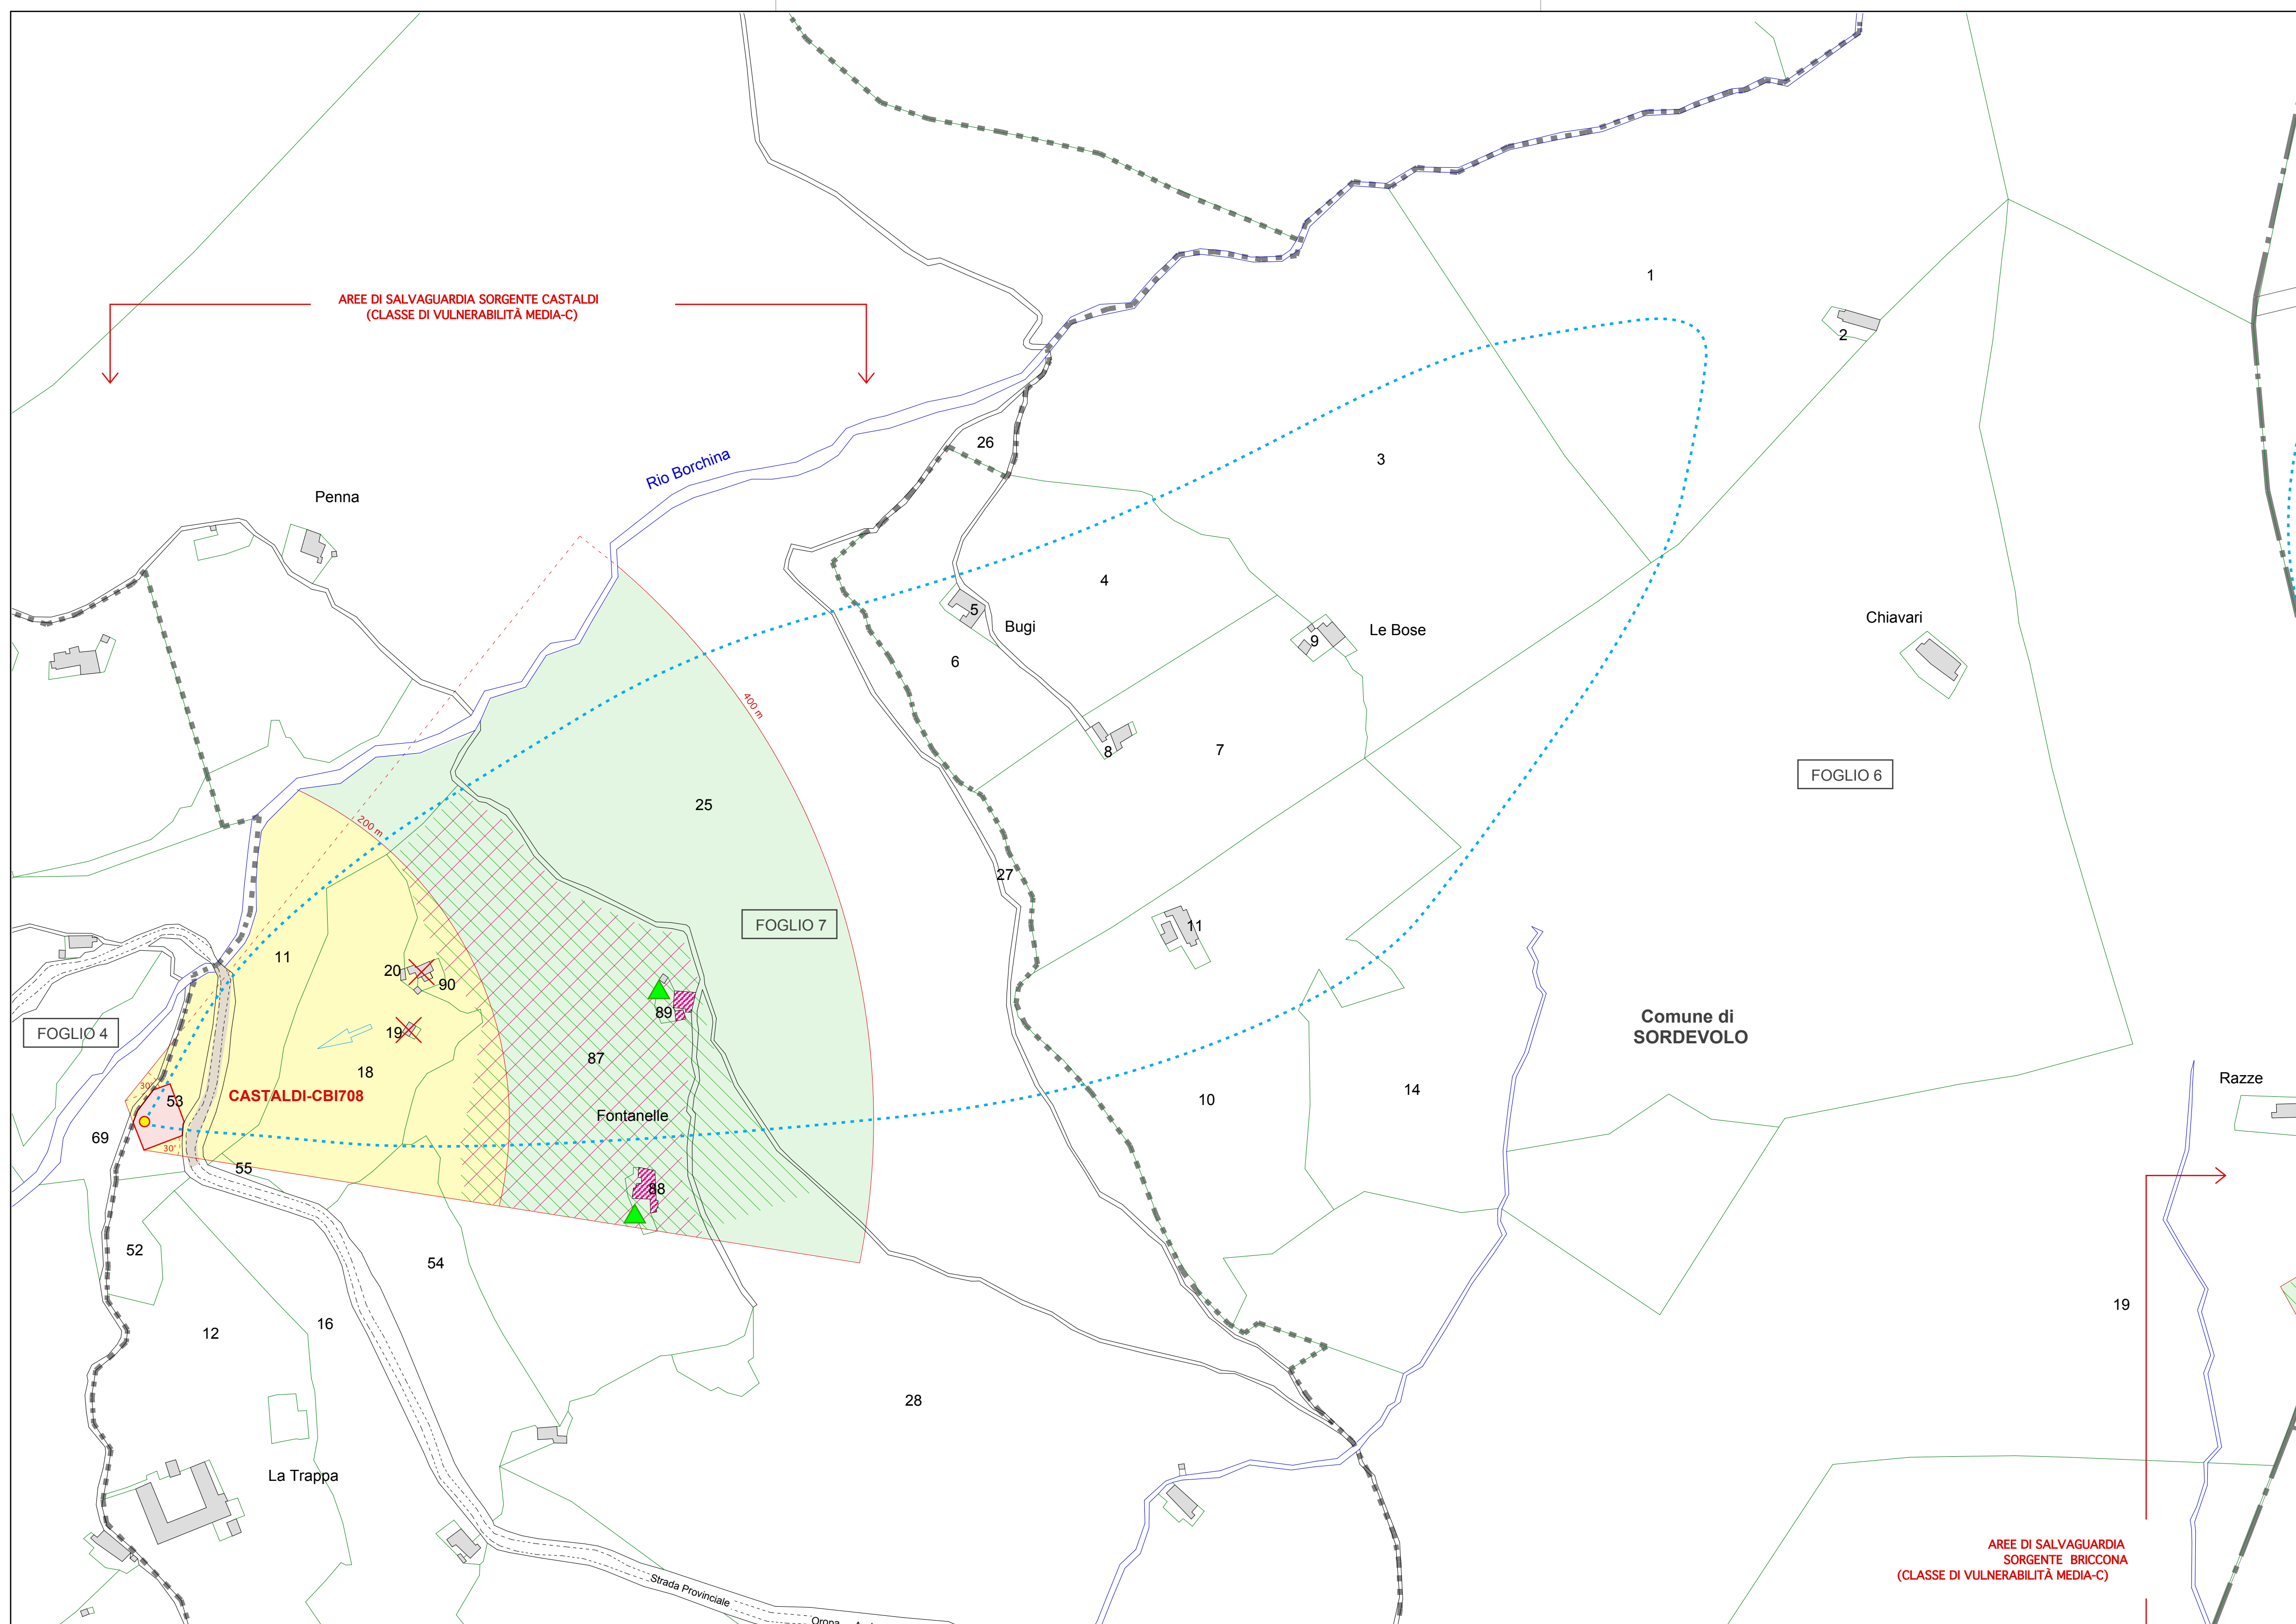 1
AREE DI SALVAGUARDIA SORGENTE CASTALDI
(CLASSE DI VULNERABILITÀ MEDIA-C)
2
26
3
Rio Borchina
Penna
4
5
Bugi
9
Le Bose
Chiavari
6
400 m
8
7
FOGLIO 6
25
200 m
27
FOGLIO 7
11
11
20
90
89
FOGLIO 4
19
Comune di
SORDEVOLO
87
18
30°
53
CASTALDI-CBI708
10
14
Razze
Fontanelle
69
30°
55
88
52
54
19
12
16
28
La Trappa
AREE DI SALVAGUARDIA
SORGENTE BRICCONA
(CLASSE DI VULNERABILITÀ MEDIA-C)
Strada Provinciale
Oropa